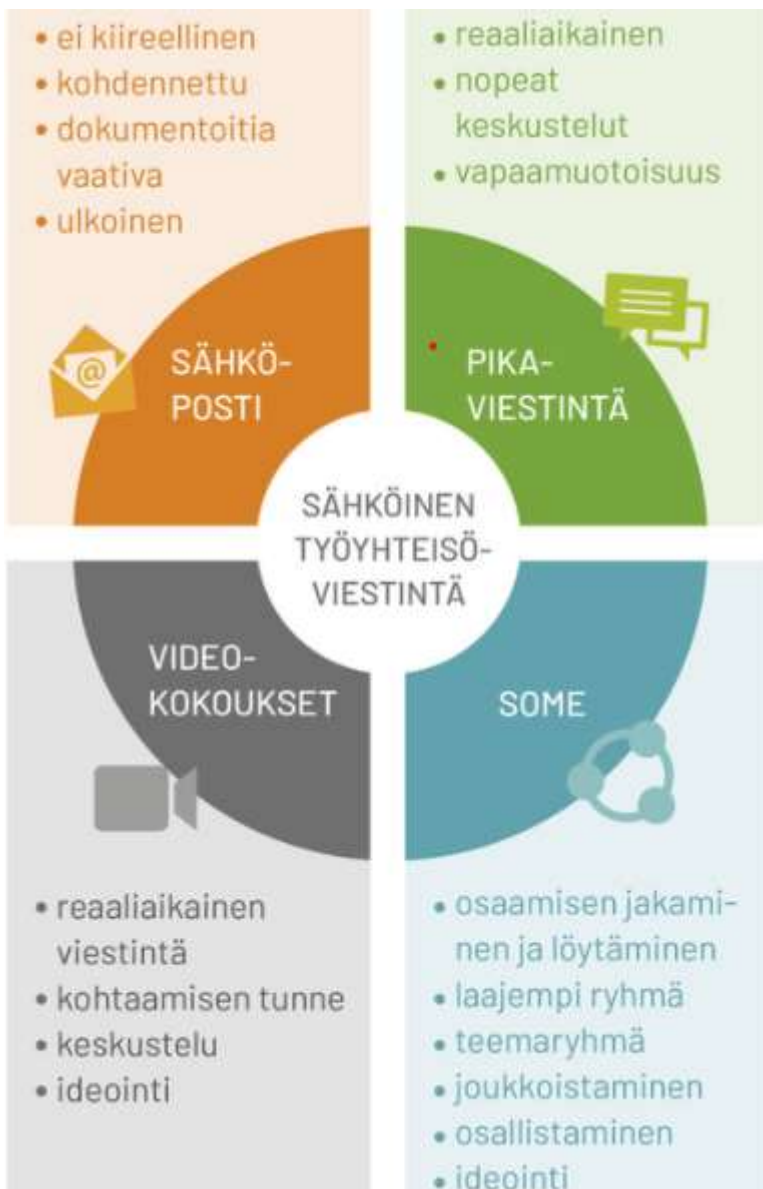 • ei kiireellinen
• kohdennettu
• dokumentoitia
vaativa
• ulkoinen
• reaaliaikainen
• nopeat
keskustelut
• vapaamuotoisuus
@
SÄHKÖ-
POSTI
PIKA-
VIESTINTÄ
SÄHKÖINEN
TYÖYHTEISÖ-
VIESTINTÄ
VIDEO-
KOKOUKSET
SOME
• reaaliaikainen
viestintä
• kohtaamisen tunne
• keskustelu
• ideointi
• osaamisen jakami-
nen ja löytäminen
• laajempi ryhmä
• teemaryhmä
• joukkoistaminen
• osallistaminen
• ideointi